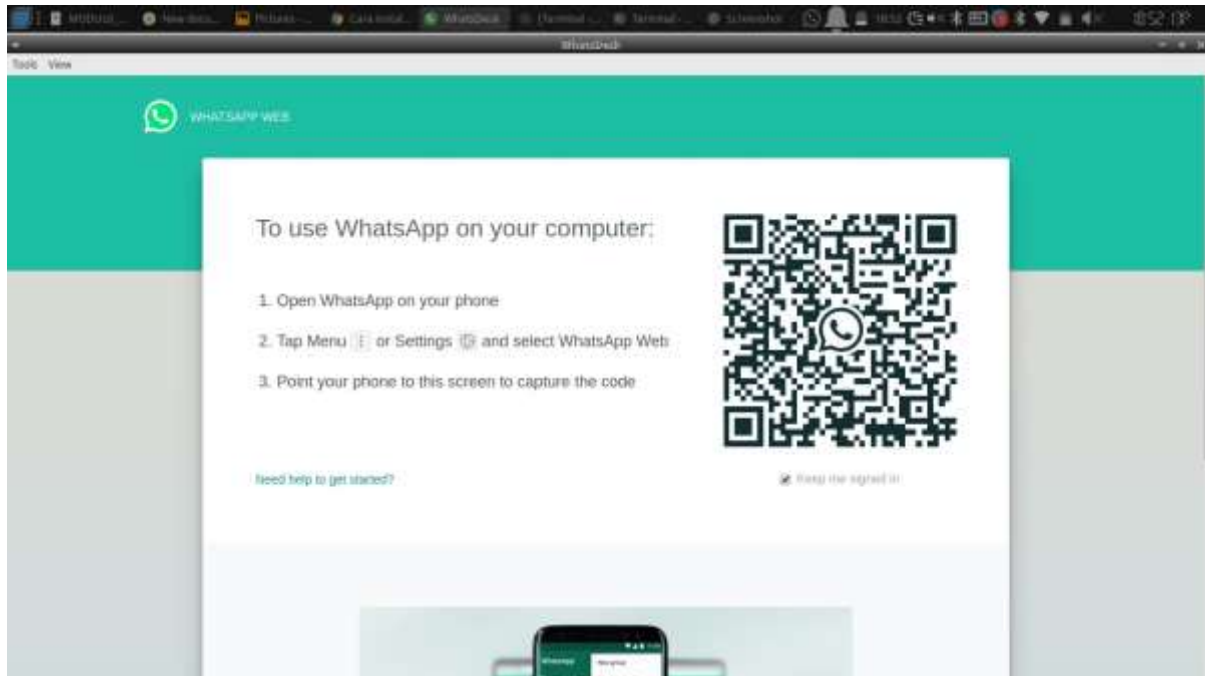 WhatsDesk
Tools View
WHATSAPP WEB
To use WhatsApp on your computer:
1. Open WhatsApp on your phone
2. Tap Menu or Settings and select WhatsApp Web
3. Point your phone to this screen to capture the code
Need help to get started?
Keep me signed in
WhatsApp